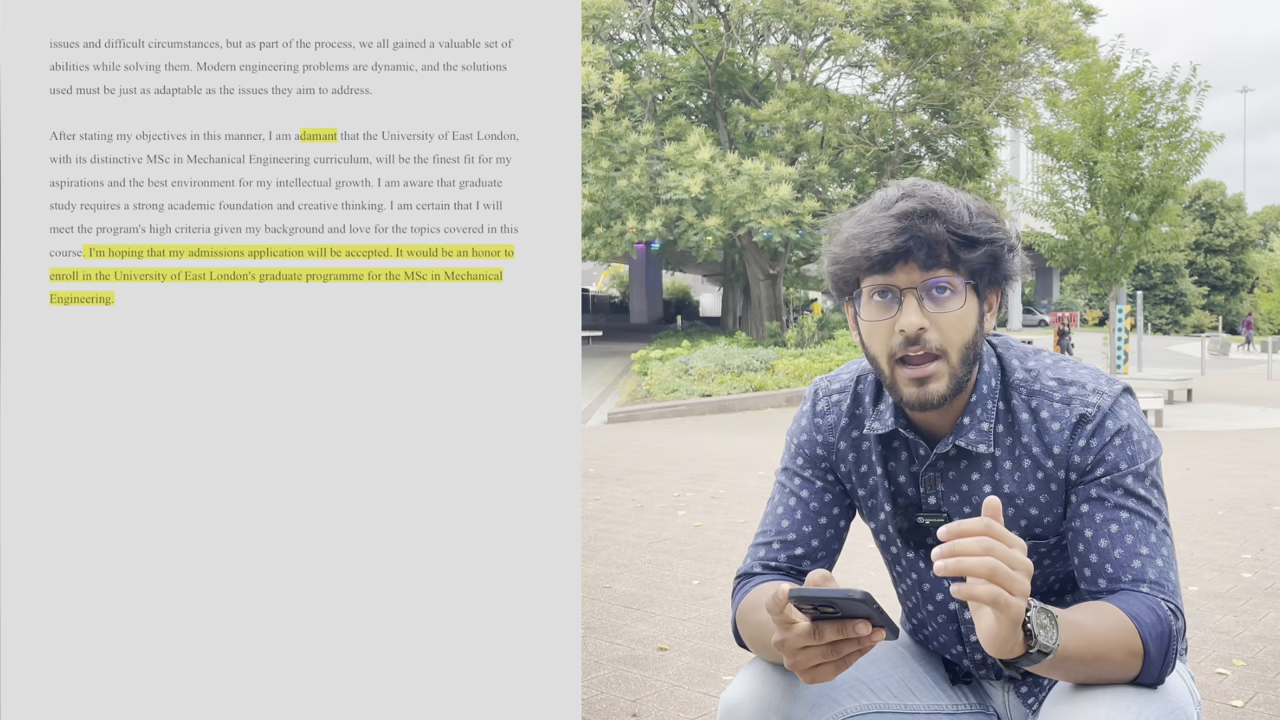 issues and difficult circumstances, but as part of the process, we all gained a valuable set of
abilities while solving them. Modern engineering problems are dynamic, and the solutions
used must be just as adaptable as the issues they aim to address.
After stating my objectives in this manner, I am adamant that the University of East London,
with its distinctive MSc in Mechanical Engineering curriculum, will be the finest fit for my
aspirations and the best environment for my intellectual growth. I am aware that graduate
study requires a strong academic foundation and creative thinking. I am certain that I will
meet the program's high criteria given my background and love for the topics covered in this
course. I'm hoping that my admissions application will be accepted. It would be an honor to
enroll in the University of East London's graduate programme for the MSc in Mechanical
Engineering.